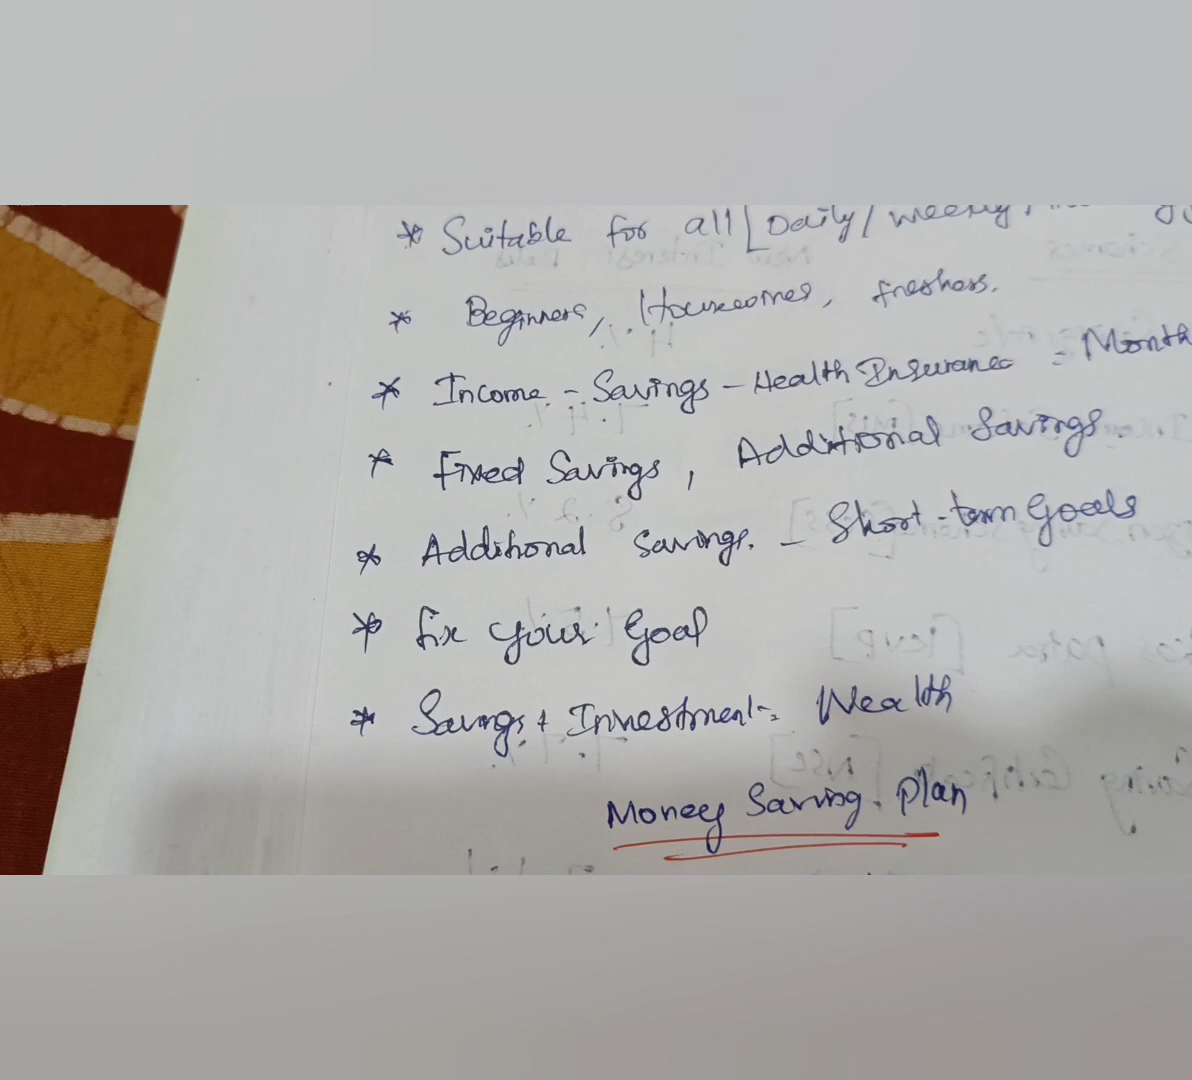 * Suitable for all [Daily/ weekly/
* Beginners, Housewives, freshers.
* Income - Savings - Health Insurance = Month
* Fixed Savings, Additional Savings.
* Additional Savings. - Short-term Goals
* fix your Goal
* Savings + Investment = Wealth
Money Saving Plan